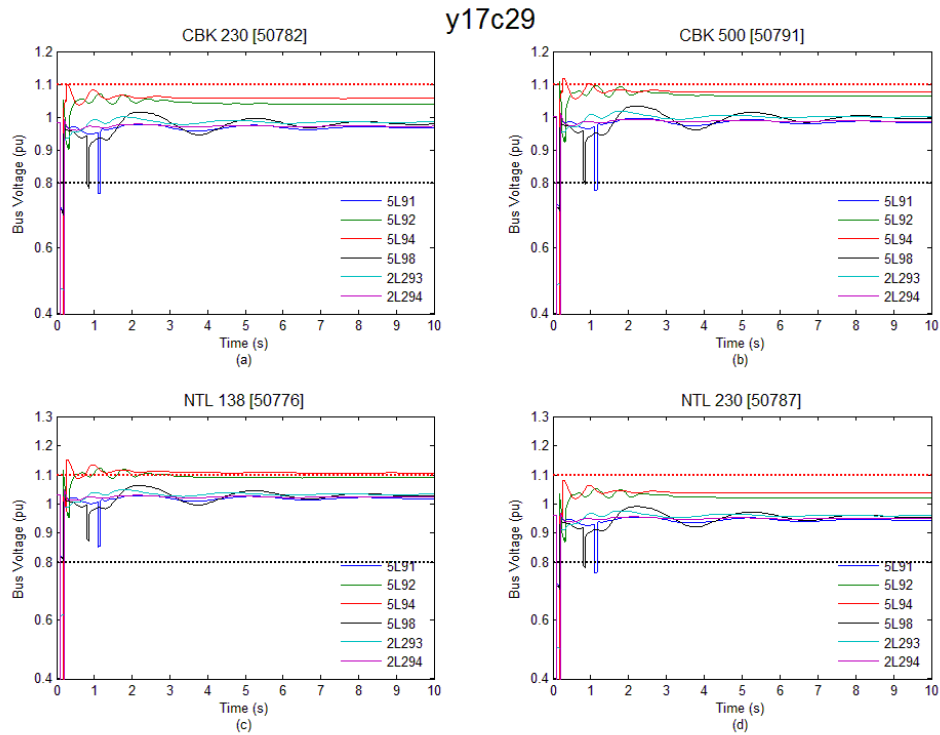 y17c29
CBK 230 [50782]
1.2
1.1
1
0.9
0.8
0.6
0.4
Bus Voltage (pu)
5L91
5L92
5L94
5L98
2L293
2L294
0 1 2 3 4 5 6 7 8 9 10
Time (s)
(a)
CBK 500 [50791]
1.2
1.1
1
0.9
0.8
0.6
0.4
Bus Voltage (pu)
5L91
5L92
5L94
5L98
2L293
2L294
0 1 2 3 4 5 6 7 8 9 10
Time (s)
(b)
NTL 138 [50776]
1.3
1.2
1.1
1
0.9
0.8
0.6
0.4
Bus Voltage (pu)
5L91
5L92
5L94
5L98
2L293
2L294
0 1 2 3 4 5 6 7 8 9 10
Time (s)
(c)
NTL 230 [50787]
1.3
1.2
1.1
1
0.9
0.8
0.6
0.4
Bus Voltage (pu)
5L91
5L92
5L94
5L98
2L293
2L294
0 1 2 3 4 5 6 7 8 9 10
Time (s)
(d)